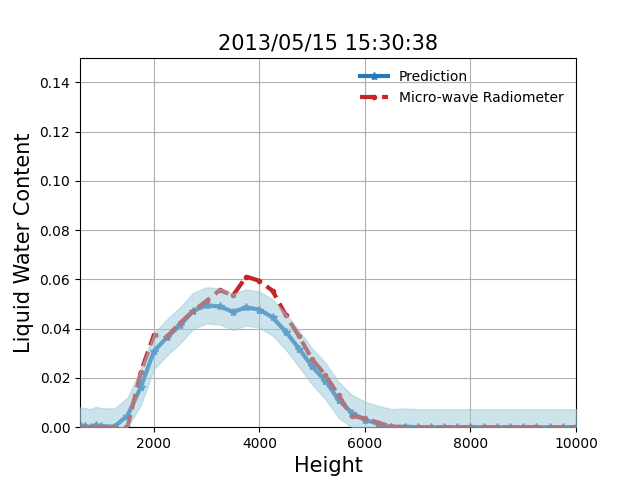 2013/05/15 15:30:38
Prediction
Micro-wave Radiometer
Liquid Water Content
0.14
0.12
0.10
0.08
0.06
0.04
0.02
0.00
2000 4000 6000 8000 10000
Height